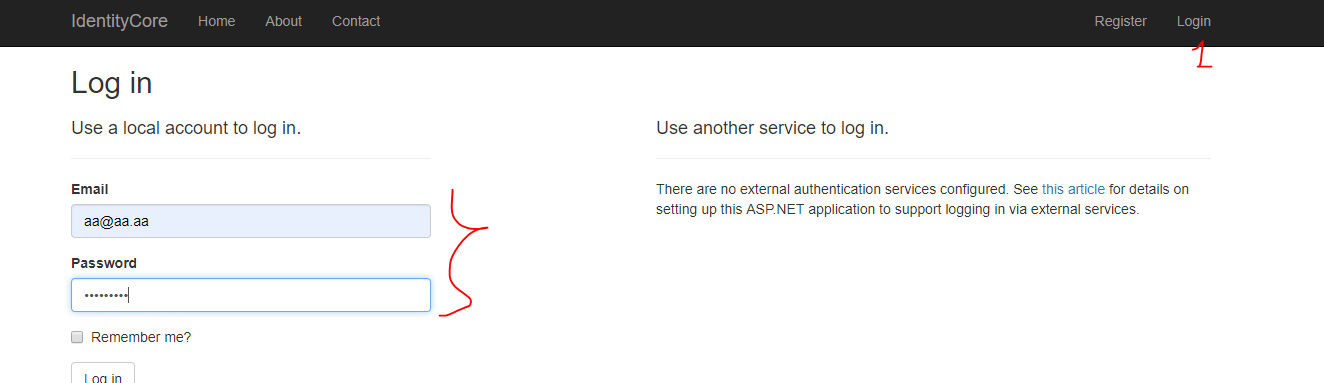 IdentityCore Home About Contact Register Login
1
Log in
Use a local account to log in.
Use another service to log in.
Email
aa@aa.aa
Password
•••••••••
Remember me?
Log in
There are no external authentication services configured. See this article for details on
setting up this ASP.NET application to support logging in via external services.